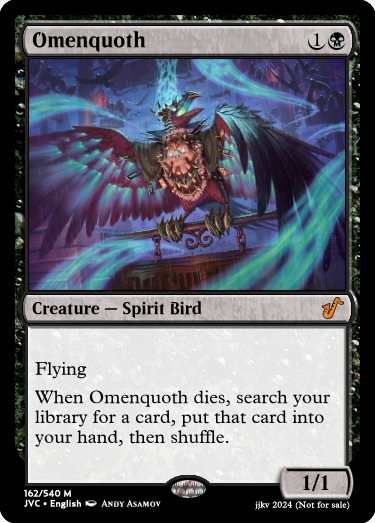 Omenquoth 1
Creature — Spirit Bird
Flying
When Omenquoth dies, search your
library for a card, put that card into
your hand, then shuffle.
1/1
162/540 M
JVC • English Andy Asamov
jjkv 2024 (Not for sale)